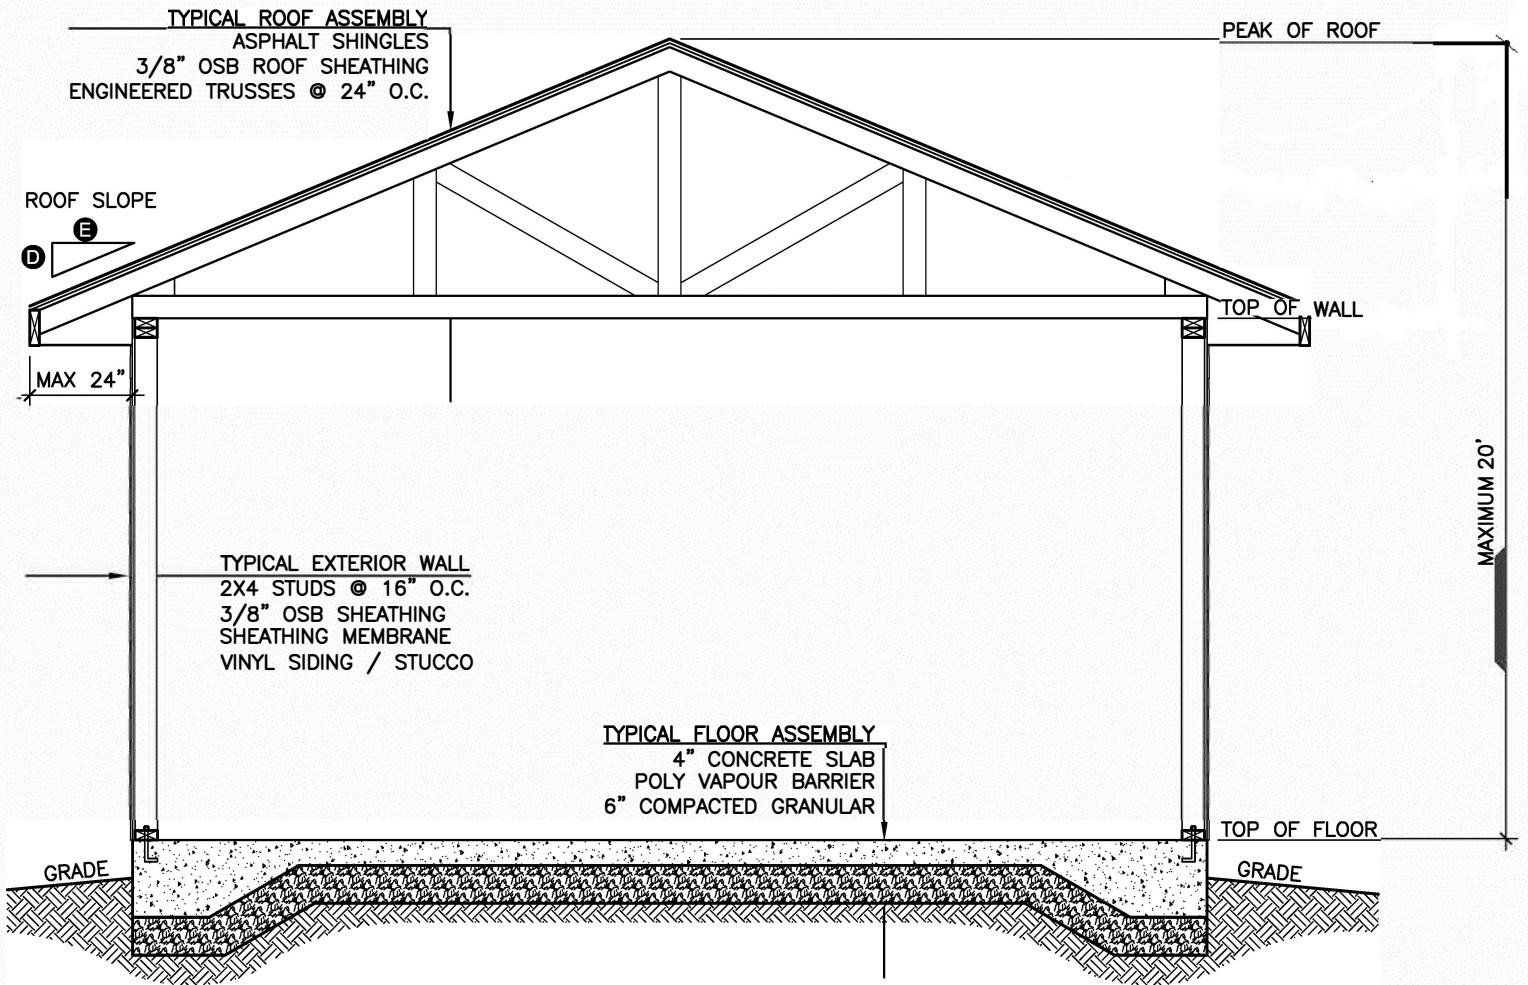 TYPICAL ROOF ASSEMBLY
ASPHALT SHINGLES
3/8" OSB ROOF SHEATHING
ENGINEERED TRUSSES @ 24" O.C.
PEAK OF ROOF
ROOF SLOPE
E
D
TOP OF WALL
MAX 24"
MAXIMUM 20'
TYPICAL EXTERIOR WALL
2X4 STUDS @ 16" O.C.
3/8" OSB SHEATHING
SHEATHING MEMBRANE
VINYL SIDING / STUCCO
TYPICAL FLOOR ASSEMBLY
4" CONCRETE SLAB
POLY VAPOUR BARRIER
6" COMPACTED GRANULAR
TOP OF FLOOR
GRADE
GRADE